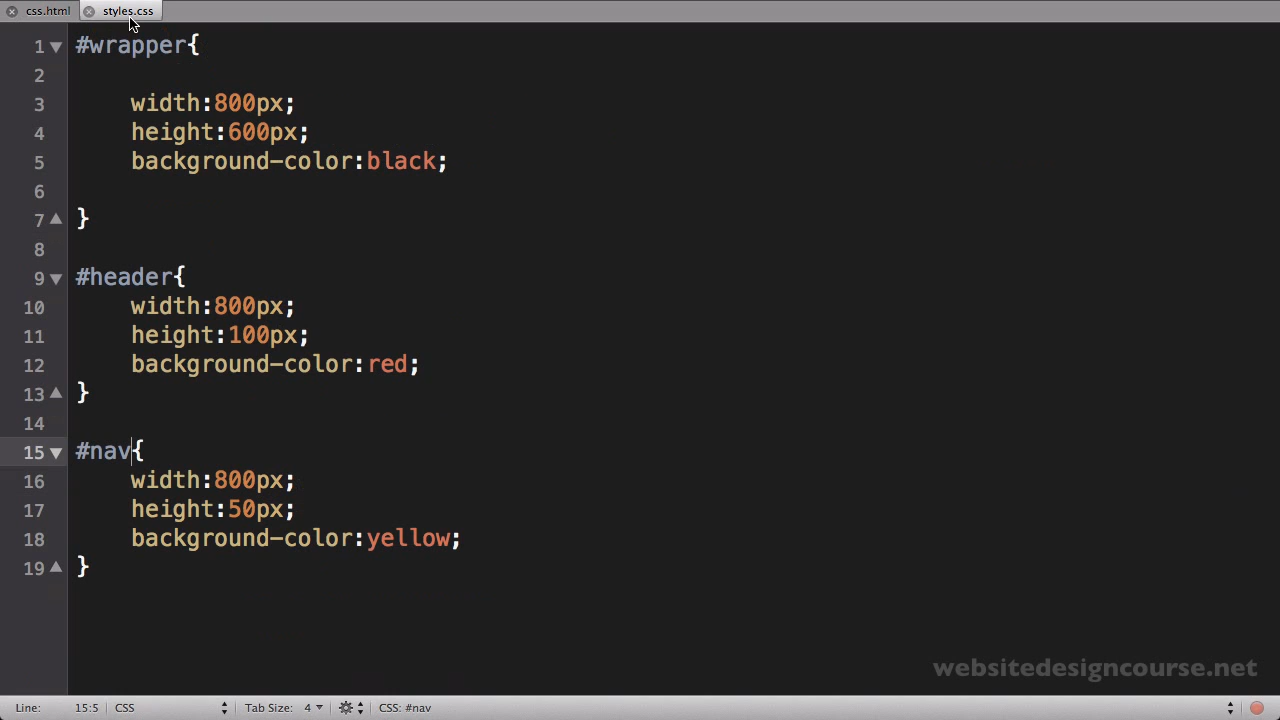 css.html styles.css
1 #wrapper{
2
3 width:800px;
4 height:600px;
5 background-color:black;
6
7 }
8
9 #header{
10 width:800px;
11 height:100px;
12 background-color:red;
13 }
14
15 #nav{
16 width:800px;
17 height:50px;
18 background-color:yellow;
19 }
websitedesigncourse.net
Line: 15:5 CSS Tab Size: 4 CSS: #nav